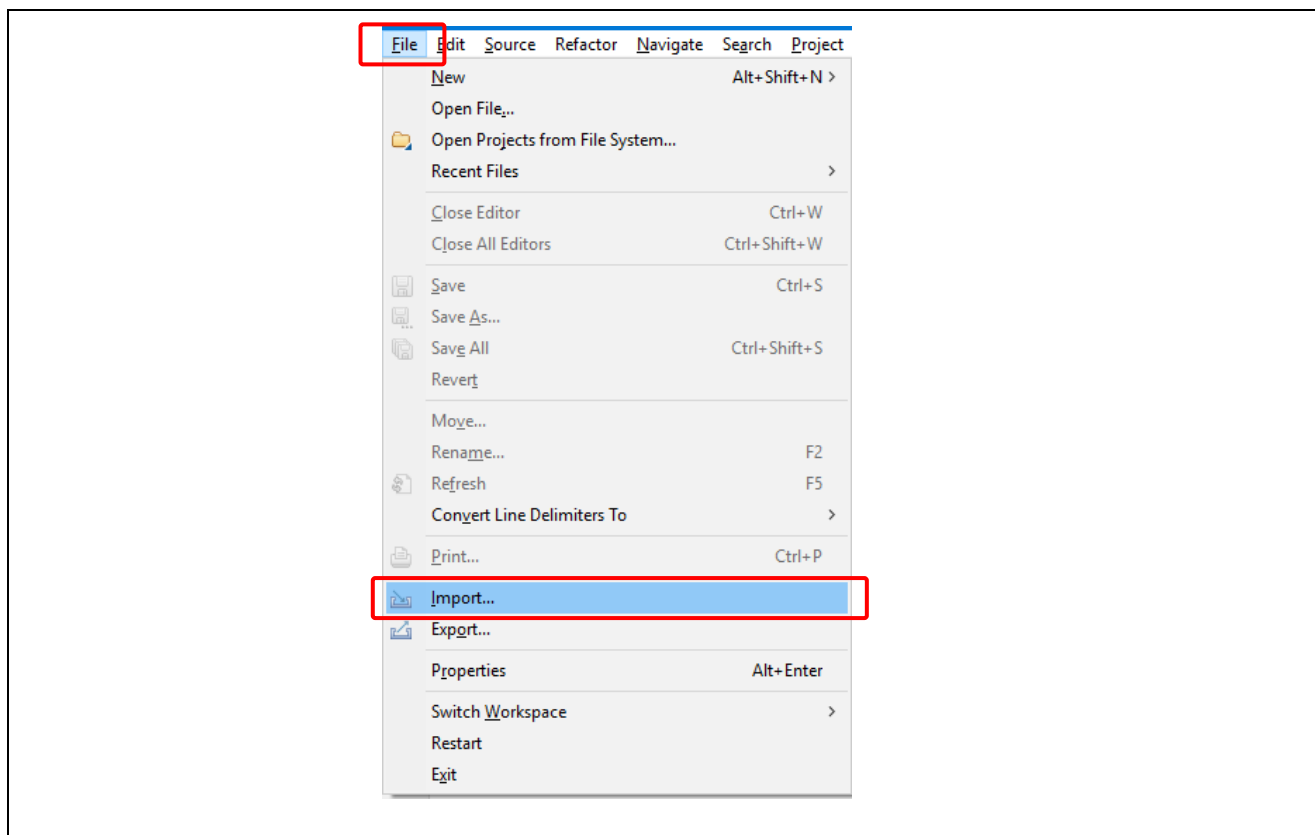 File Edit Source Refactor Navigate Search Project
New Alt+Shift+N >
Open File...
Open Projects from File System...
Recent Files >
Close Editor Ctrl+W
Close All Editors Ctrl+Shift+W
Save Ctrl+S
Save As...
Save All Ctrl+Shift+S
Revert
Move...
Rename... F2
Refresh F5
Convert Line Delimiters To >
Print... Ctrl+P
Import...
Export...
Properties Alt+Enter
Switch Workspace >
Restart
Exit